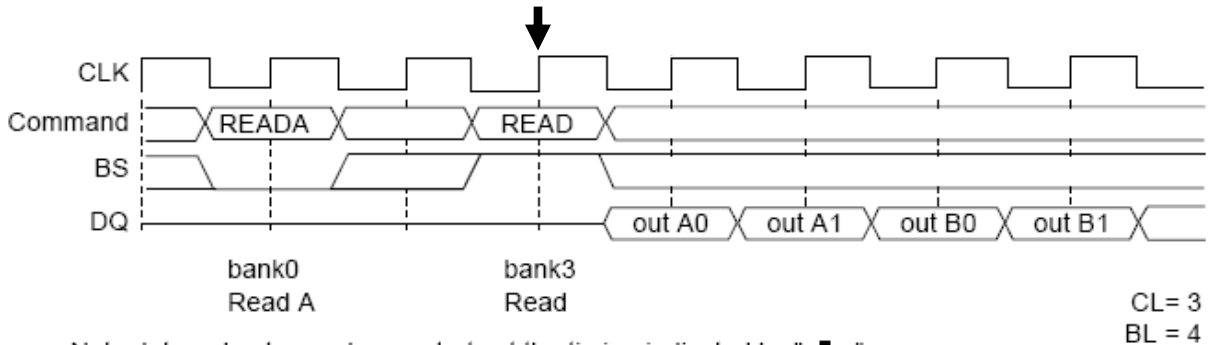 CLK
Command READA READ
BS
DQ out A0 out A1 out B0 out B1
bank0 bank3
Read A Read
CL= 3
BL = 4